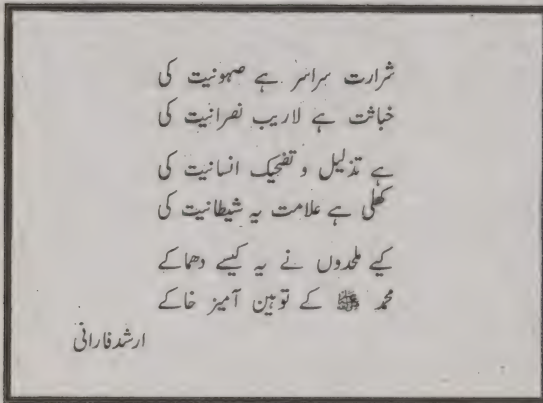 شرارت سراسر ہے صہونیت کی
خباثت ہے لاریب نصرانیت کی
ہے تذلیل و تضحیک انسانیت کی
کھلی ہے علامت یہ شیطانیت کی
کیے ملحدوں نے یہ کیسے دھماکے
محمد ﷺ کے توہین آمیز خاکے
ارشد فارانی